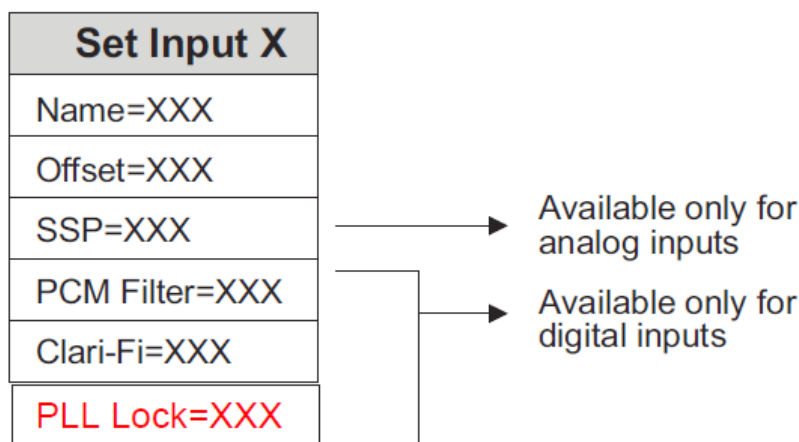 Set Input X
Name=XXX
Offset=XXX
SSP=XXX
Available only for
analog inputs
PCM Filter=XXX
Available only for
digital inputs
Clari-Fi=XXX
PLL Lock=XXX